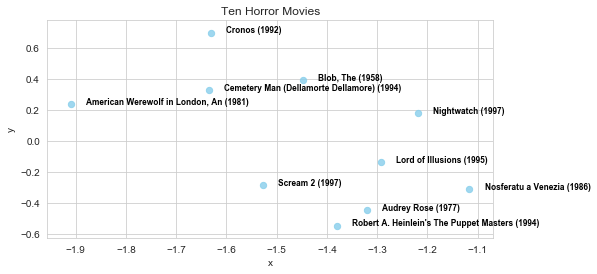 Ten Horror Movies
Cronos (1992)
Blob, The (1958)
Cemetery Man (Dellamorte Dellamore) (1994)
American Werewolf in London, An (1981)
Nightwatch (1997)
Lord of Illusions (1995)
Scream 2 (1997)
Nosferatu a Venezia (1986)
Audrey Rose (1977)
Robert A. Heinlein's The Puppet Masters (1994)
y
0.6
0.4
0.2
0.0
−0.2
−0.4
−0.6
−1.9 −1.8 −1.7 −1.6 −1.5 −1.4 −1.3 −1.2 −1.1
x